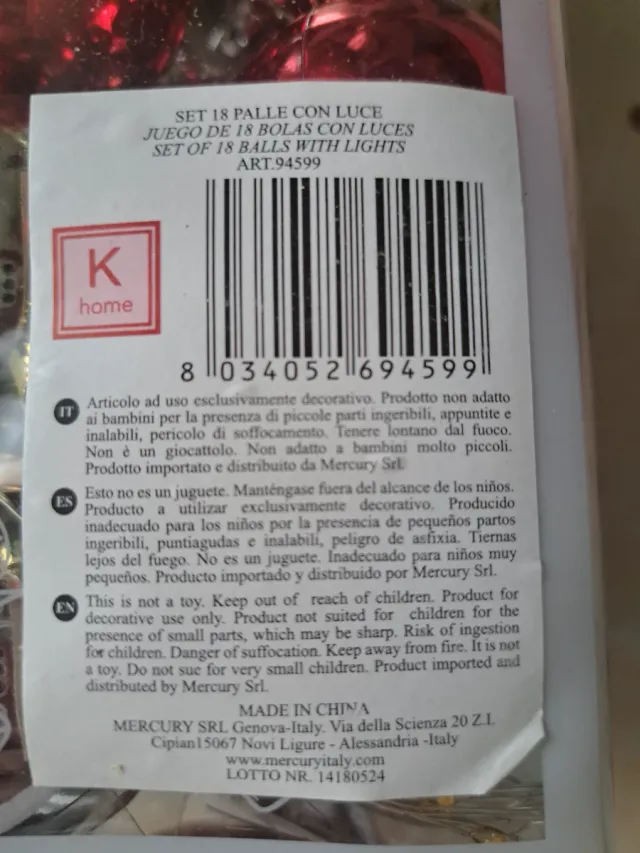 SET 18 PALLE CON LUCE
JUEGO DE 18 BOLAS CON LUCES
SET OF 18 BALLS WITH LIGHTS
ART.94599
K
home
8 034052 694599
IT
Articolo ad uso esclusivamente decorativo. Prodotto non adatto
ai bambini per la presenza di piccole parti ingeribili, appuntite e
inalabili, pericolo di soffocamento. Tenere lontano dal fuoco.
Non è un giocattolo. Non adatto a bambini molto piccoli.
Prodotto importato e distribuito da Mercury Srl.
ES
Esto no es un juguete. Manténgase fuera del alcance de los niños.
Producto a utilizar exclusivamente decorativo. Producido
inadecuado para los niños por la presencia de pequeños partos
ingeribili, puntiagudas e inalabili, peligro de asfixia. Tiernas
lejos del fuego. No es un juguete. Inadecuado para niños muy
pequeños. Producto importado y distribuido por Mercury Srl.
EN
This is not a toy. Keep out of reach of children. Product for
decorative use only. Product not suited for children for the
presence of small parts, which may be sharp. Risk of ingestion
for children. Danger of suffocation. Keep away from fire. It is not
a toy. Do not sue for very small children. Product imported and
distributed by Mercury Srl.
MADE IN CHINA
MERCURY SRL Genova-Italy. Via della Scienza 20 Z.I.
Cipian15067 Novi Ligure - Alessandria -Italy
www.mercuryitaly.com
LOTTO NR. 14180524